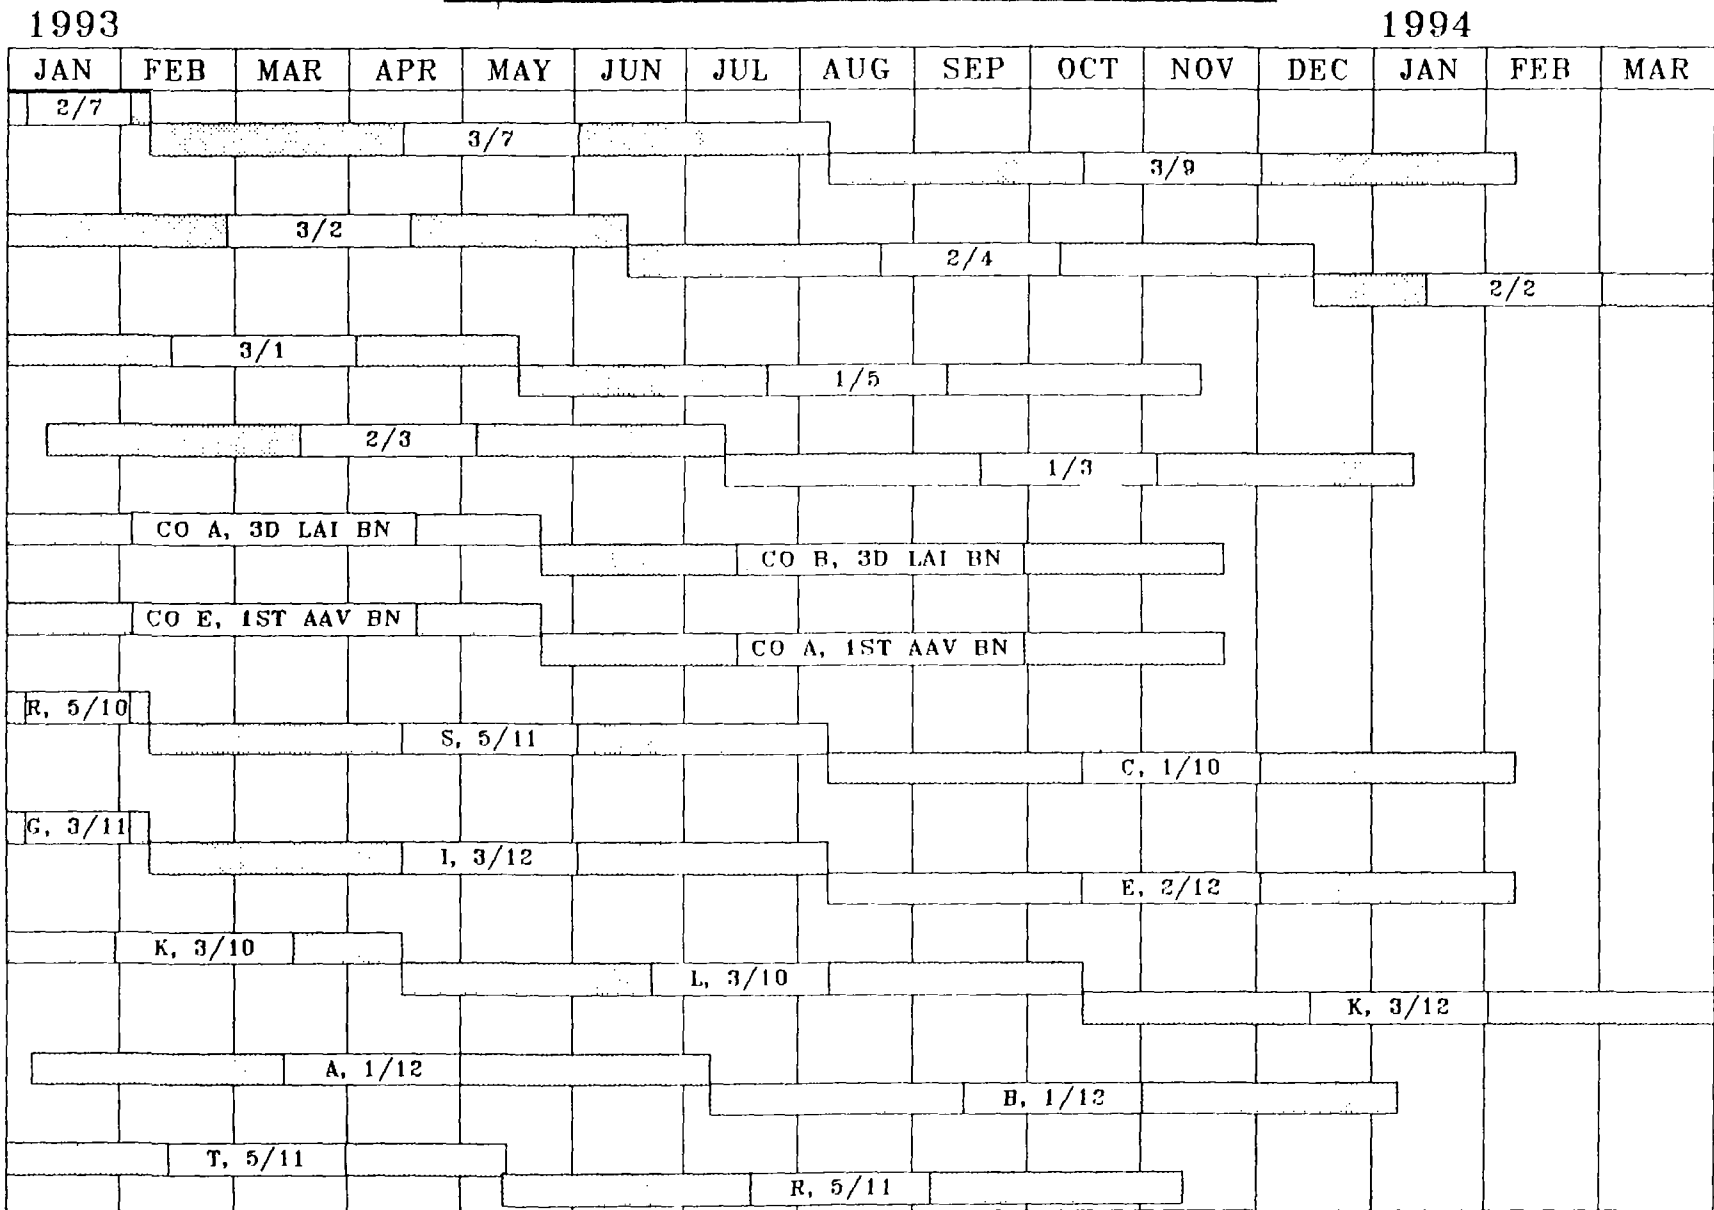 1993 1994
JAN FEB MAR APR MAY JUN JUL AUG SEP OCT NOV DEC JAN FEB MAR
2/7
3/7
3/9
3/2
2/4
2/2
3/1
1/5
2/3
1/3
CO A, 3D LAI BN
CO B, 3D LAI BN
CO E, 1ST AAV BN
CO A, 1ST AAV BN
R, 5/10
S, 5/11
C, 1/10
G, 3/11
I, 3/12
E, 2/12
K, 3/10
L, 3/10
K, 3/12
A, 1/12
B, 1/12
T, 5/11
R, 5/11